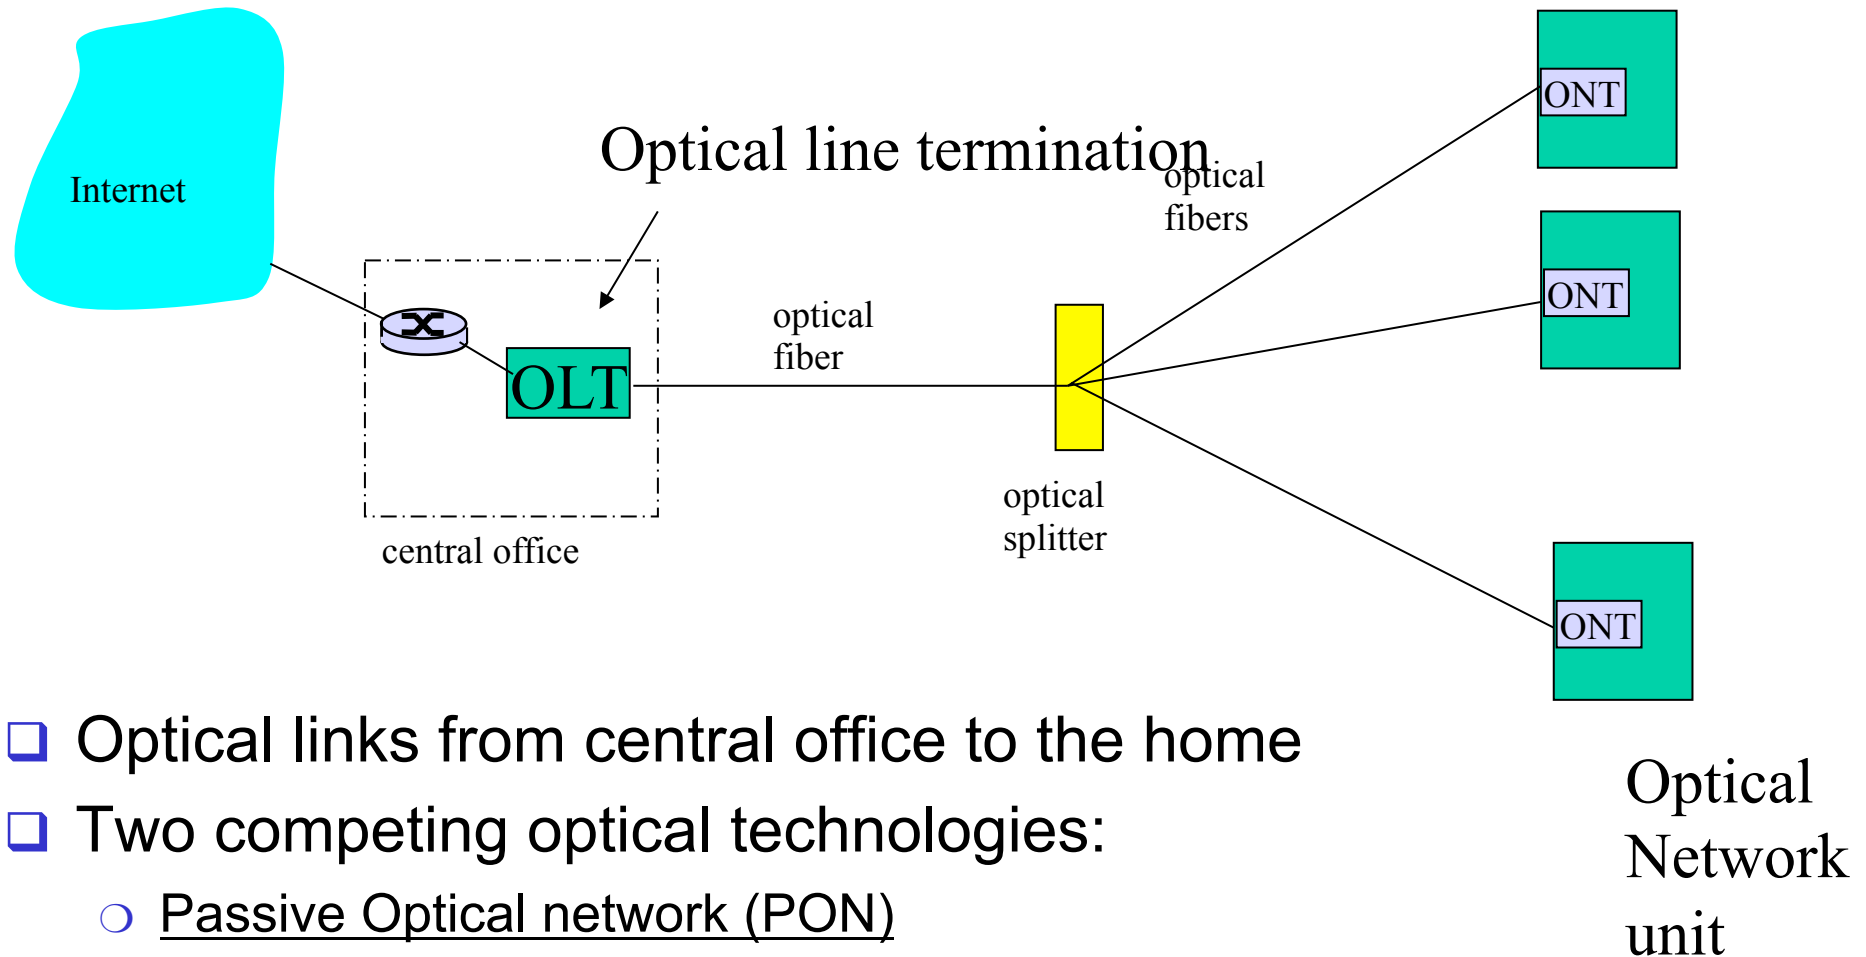 ONT
Optical line termination
optical
fibers
Internet
ONT
optical
fiber
OLT
optical
splitter
central office
ONT
Optical links from central office to the home
Two competing optical technologies:
Passive Optical network (PON)
Optical
Network
unit